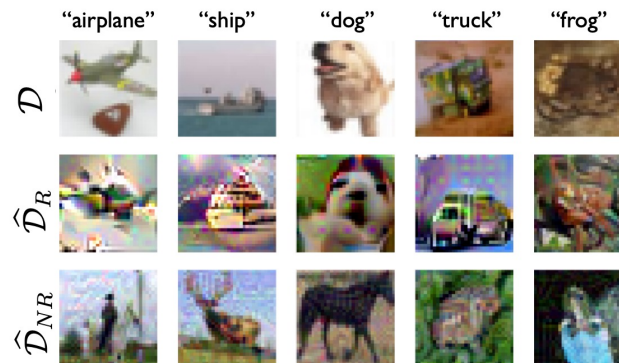 “airplane” “ship” “dog” “truck” “frog”
𝒟
𝒟̂_R
𝒟̂_NR